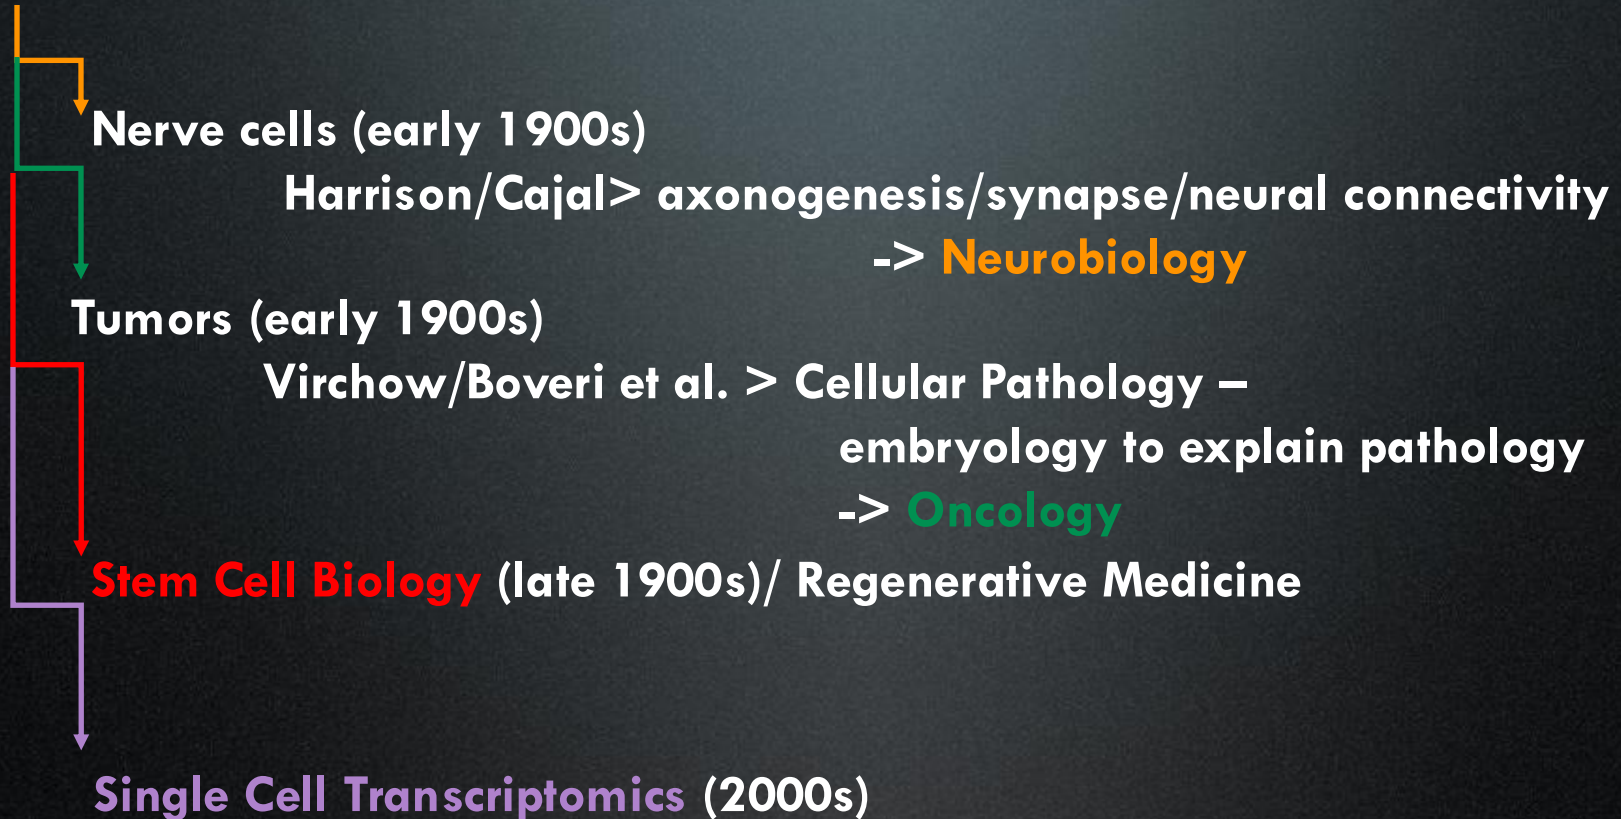 Nerve cells (early 1900s)
Harrison/Cajal> axonogenesis/synapse/neural connectivity
-> Neurobiology
Tumors (early 1900s)
Virchow/Boveri et al. > Cellular Pathology –
embryology to explain pathology
-> Oncology
Stem Cell Biology (late 1900s)/ Regenerative Medicine
Single Cell Transcriptomics (2000s)